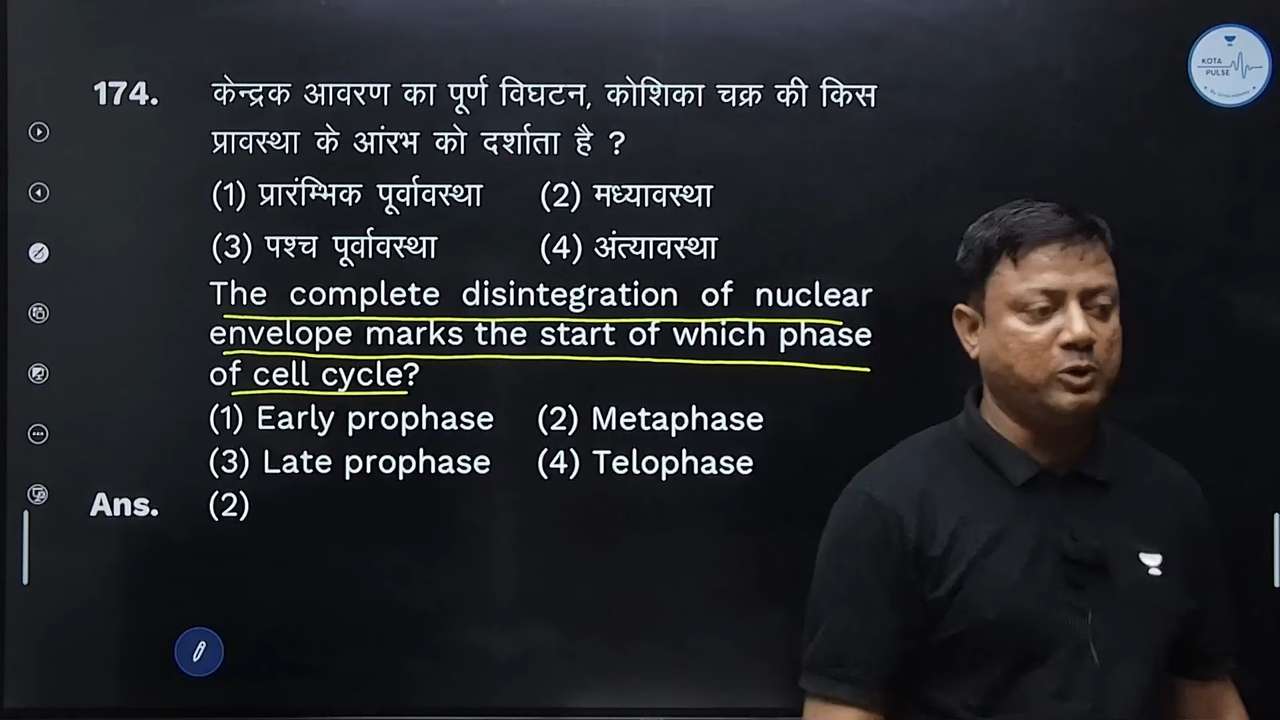 KOTA
PULSE
174. केन्द्रक आवरण का पूर्ण विघटन, कोशिका चक्र की किस
प्रावस्था के आंरभ को दर्शाता है ?
(1) प्रारंम्भिक पूर्वावस्था (2) मध्यावस्था
(3) पश्च पूर्वावस्था (4) अंत्यावस्था
The complete disintegration of nuclear
envelope marks the start of which phase
of cell cycle?
(1) Early prophase (2) Metaphase
(3) Late prophase (4) Telophase
Ans. (2)